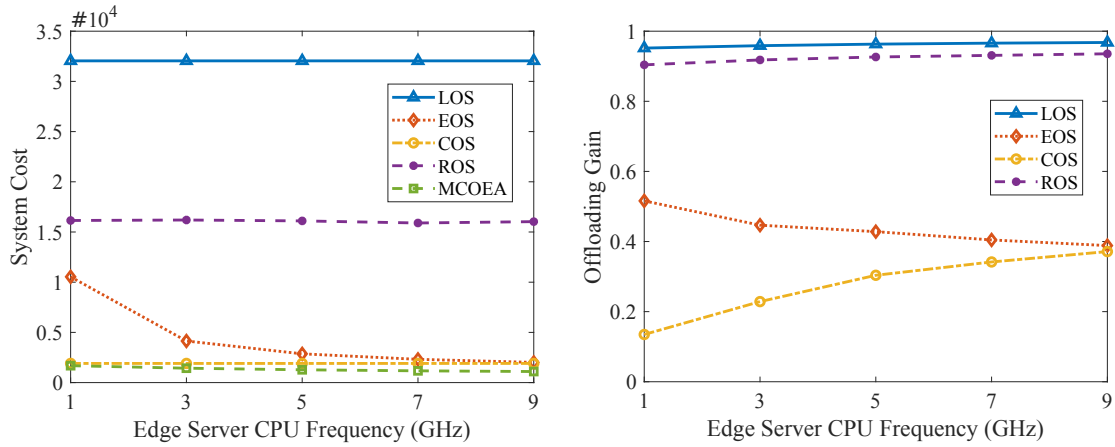 #10⁴
3.5
3
2.5
2
1.5
1
0.5
0
1
3
5
7
9
System Cost
Edge Server CPU Frequency (GHz)
LOS
EOS
COS
ROS
MCOEA
1
0.8
0.6
0.4
0.2
0
1
3
5
7
9
Offloading Gain
Edge Server CPU Frequency (GHz)
LOS
EOS
COS
ROS